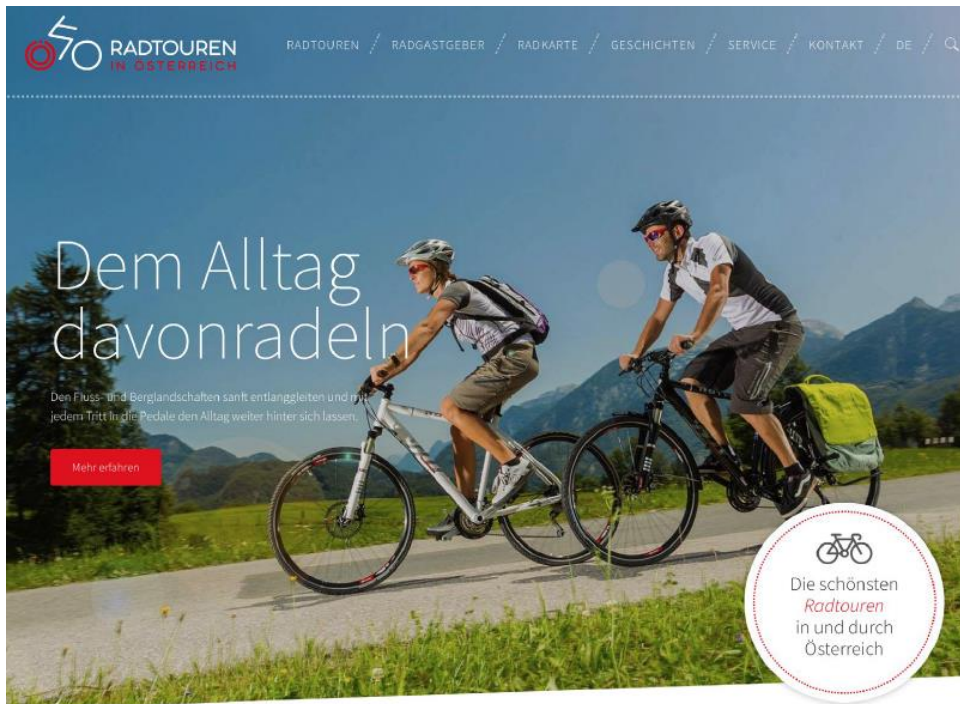 RADTOUREN
IN ÖSTERREICH
RADTOUREN / RADGASTGEBER / RADKARTE / GESCHICHTEN / SERVICE / KONTAKT / DE /
Dem Alltag
davonradeln
Den Fluss- und Berglandschaften sanft entlanggleiten und mit
jedem Tritt in die Pedale den Alltag weiter hinter sich lassen.
Mehr erfahren
Die schönsten
Radtouren
in und durch
Österreich